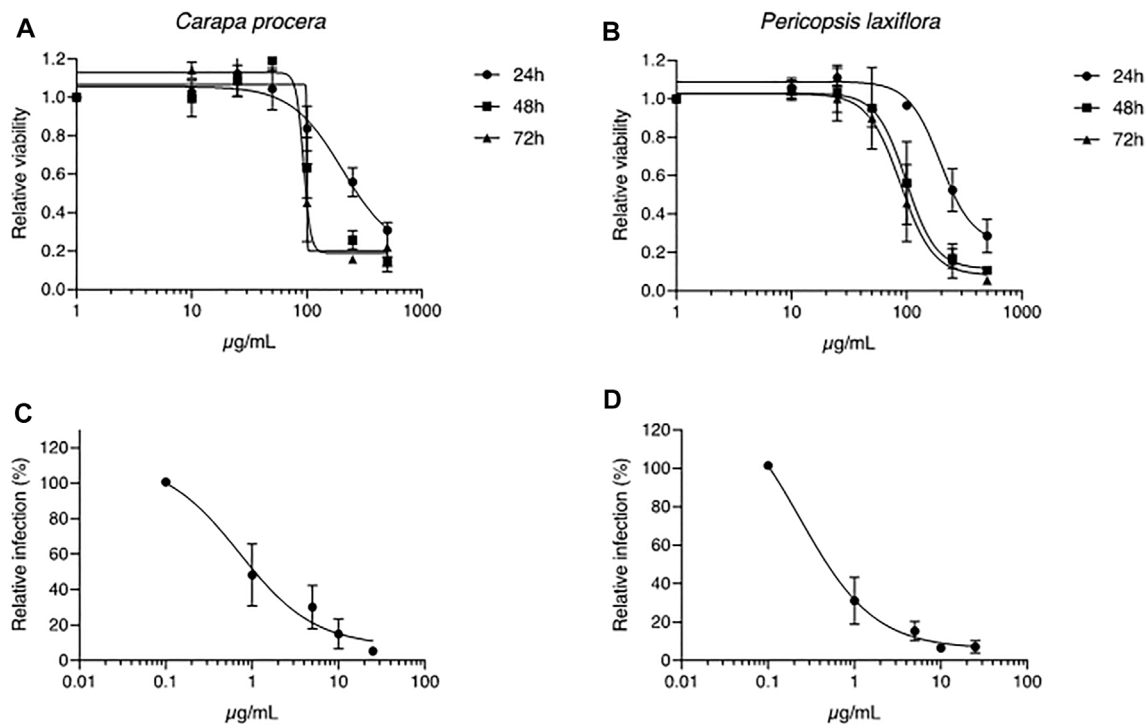 A
Carapa procera
Relative viability
1.2
1.0
0.8
0.6
0.4
0.2
0.0
1
10
100
1000
µg/mL
24h
48h
72h
B
Pericopsis laxiflora
Relative viability
1.2
1.0
0.8
0.6
0.4
0.2
0.0
1
10
100
1000
µg/mL
24h
48h
72h
C
Relative infection (%)
120
100
80
60
40
20
0
0.01
0.1
1
10
100
µg/mL
D
Relative infection (%)
120
100
80
60
40
20
0
0.01
0.1
1
10
100
µg/mL